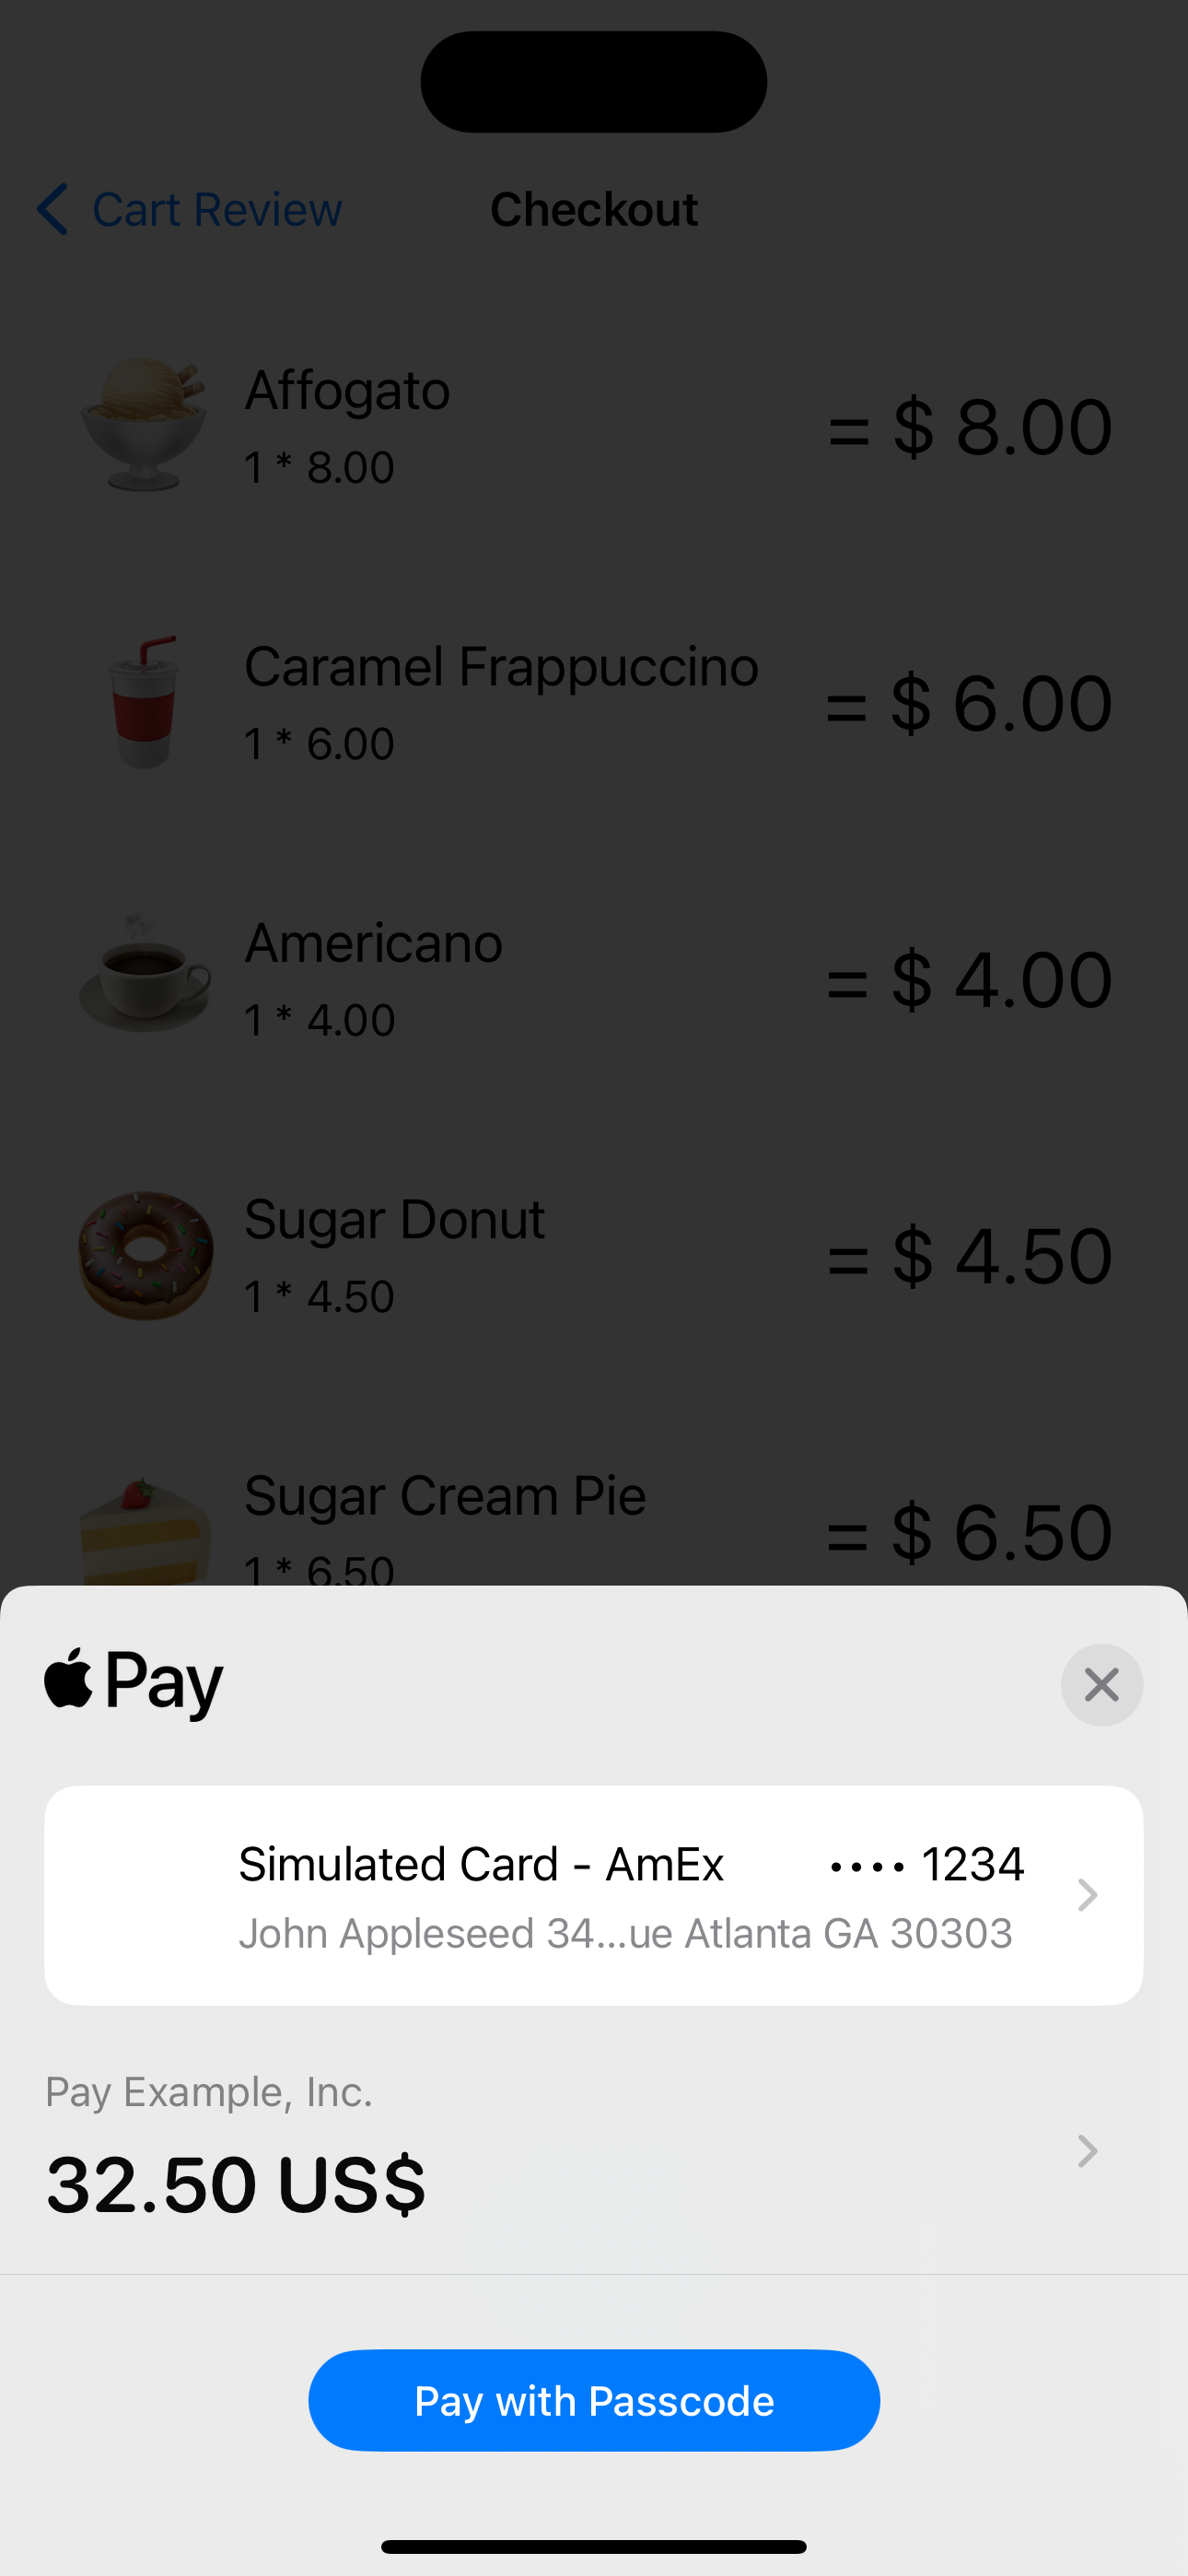 Cart Review
Checkout
Affogato
1 * 8.00
= $ 8.00
Caramel Frappuccino
1 * 6.00
= $ 6.00
Americano
1 * 4.00
= $ 4.00
Sugar Donut
1 * 4.50
= $ 4.50
Sugar Cream Pie
1 * 6.50
= $ 6.50
Pay
Simulated Card - AmEx
•••• 1234
John Appleseed 34...ue Atlanta GA 30303
Pay Example, Inc.
32.50 US$
Pay with Passcode